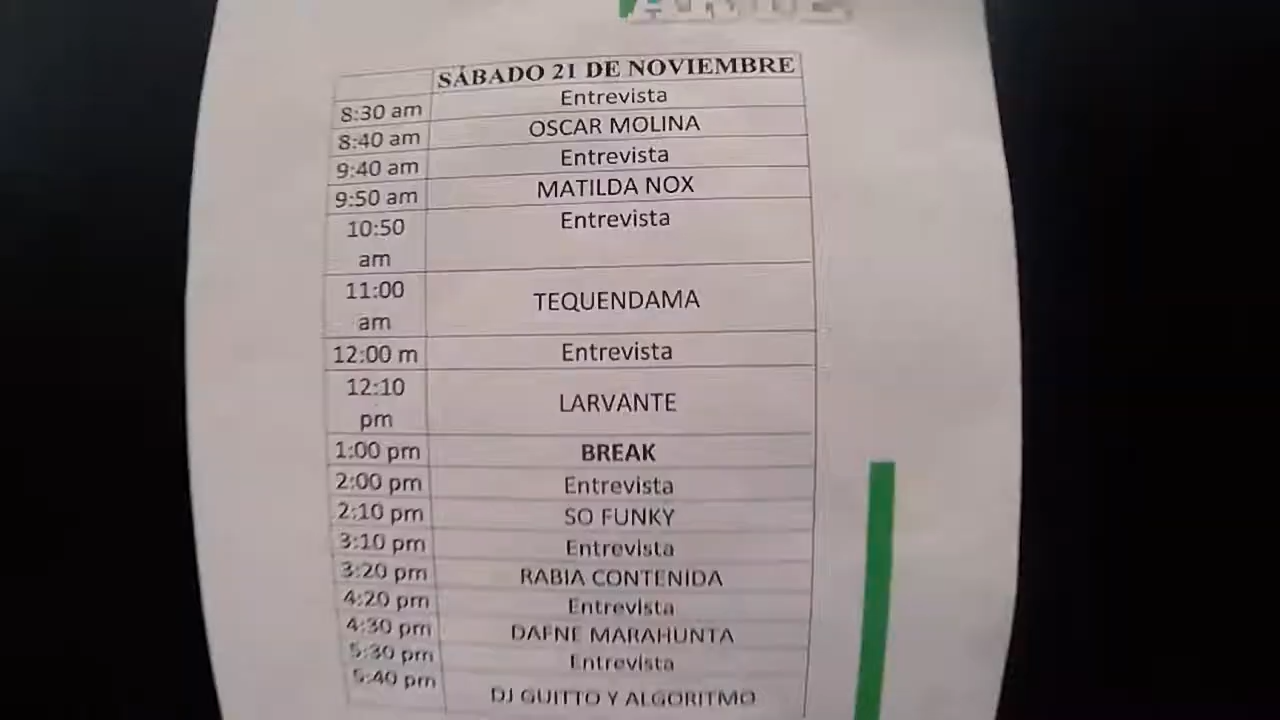 SÁBADO 21 DE NOVIEMBRE
8:30 am Entrevista
8:40 am OSCAR MOLINA
9:40 am Entrevista
9:50 am MATILDA NOX
10:50 am Entrevista
11:00 am TEQUENDAMA
12:00 m Entrevista
12:10 pm LARVANTE
1:00 pm BREAK
2:00 pm Entrevista
2:10 pm SO FUNKY
3:10 pm Entrevista
3:20 pm RABIA CONTENIDA
4:20 pm Entrevista
4:30 pm DAFNE MARAHUNTA
5:30 pm Entrevista
5:40 pm DJ GUITTO Y ALGORITMO